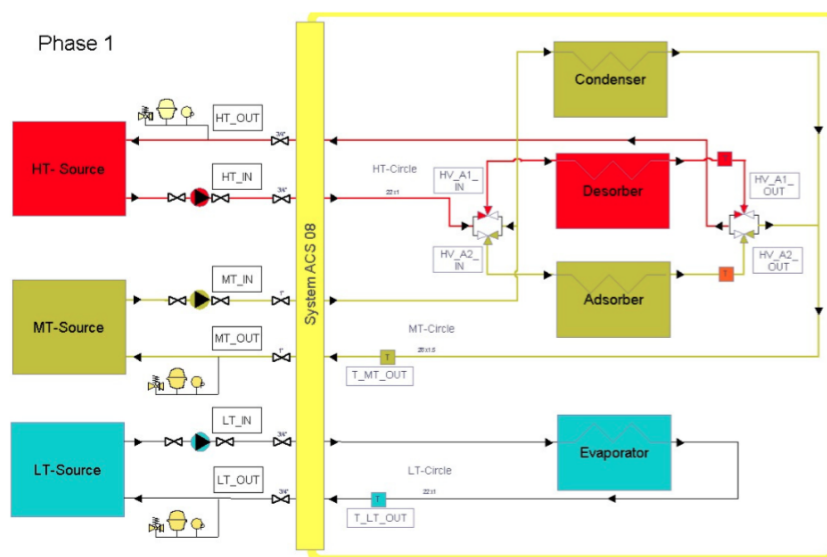 Phase 1
HT_OUT
3/4"
HT- Source
HT_IN
3/4"
HT-Circle
22x1
Condenser
HV_A1_
IN
Desorber
HV_A1_
OUT
HV_A2_
IN
HV_A2_
OUT
Adsorber
T
System ACS 08
MT-Source
MT_IN
1"
MT_OUT
1"
MT-Circle
T
T_MT_OUT
LT-Source
LT_IN
3/4"
LT_OUT
3/4"
Evaporator
LT-Circle
22x1
T
T_LT_OUT